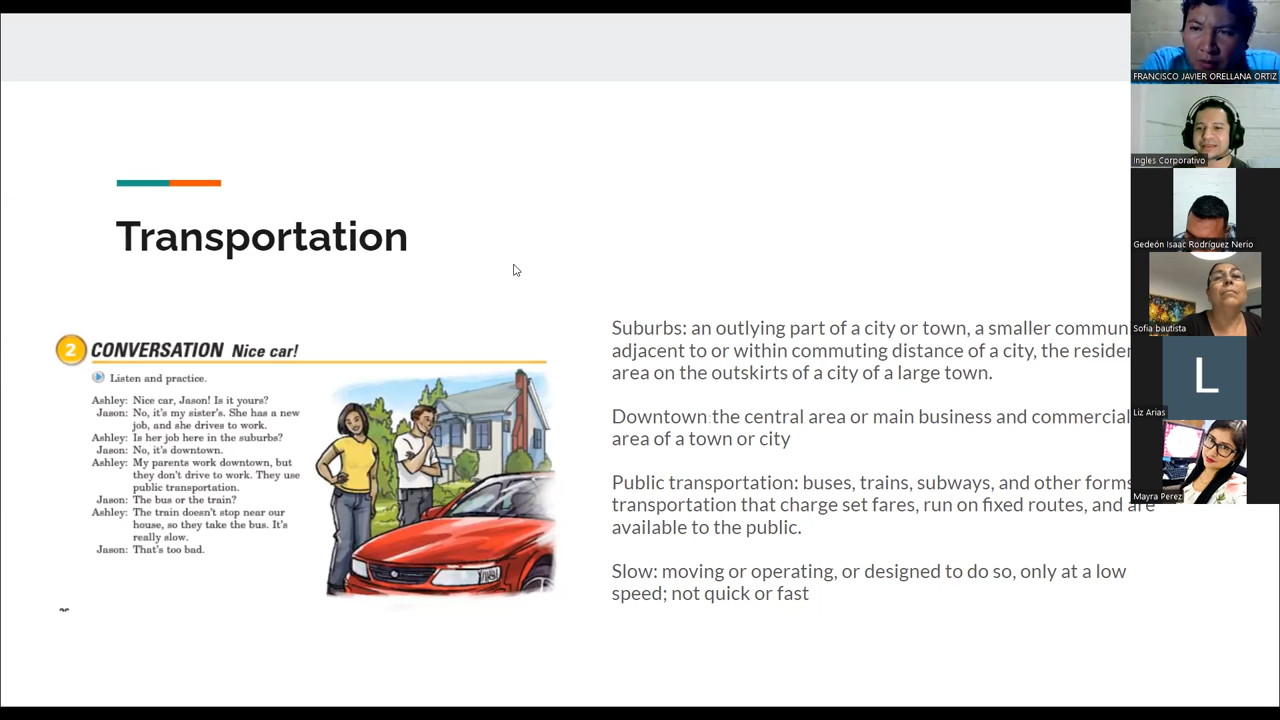 Transportation
2 CONVERSATION Nice car!
Listen and practice.
Ashley: Nice car, Jason! Is it yours?
Jason: No, it's my sister's. She has a new
job, and she drives to work.
Ashley: Is her job here in the suburbs?
Jason: No, it's downtown.
Ashley: My parents work downtown, but
they don't drive to work. They use
public transportation.
Jason: The bus or the train?
Ashley: The train doesn't stop near our
house, so they take the bus. It's
really slow.
Jason: That's too bad.
Suburbs: an outlying part of a city or town, a smaller
adjacent to or within commuting distance of a city, the
area on the outskirts of a city of a large town.
Downtown:the central area or main business and commercial
area of a town or city
Public transportation: buses, trains, subways, and other forms
transportation that charge set fares, run on fixed routes, and are
available to the public.
Slow: moving or operating, or designed to do so, only at a low
speed; not quick or fast
FRANCISCO JAVIER ORELLANA ORTIZ
Ingles Corporativo
Gedeón Isaac Rodríguez Nerio
Sofia bautista
L
Liz Arias
Mayra Perez